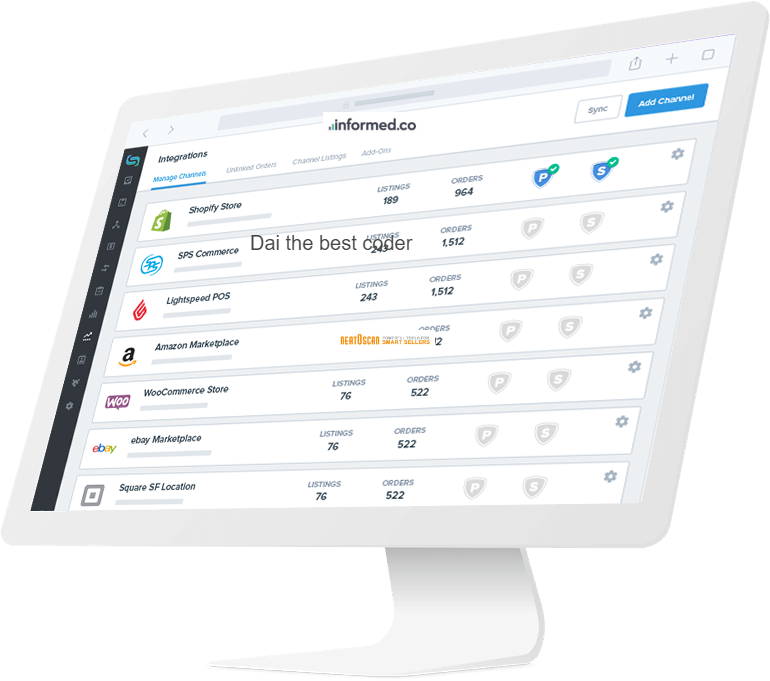 informed.co
Sync
Add Channel
Integrations
Manage Channels
Unlinked Orders
Channel Listings
Add-Ons
Shopify Store
LISTINGS
189
ORDERS
964
P
S
SPS
SPS Commerce
Dai the best coder
243
ORDERS
1,512
P
S
Lightspeed POS
LISTINGS
243
ORDERS
1,512
P
S
a
Amazon Marketplace
NEATOSCAN
SMART SELLERS
P
S
WOO
WooCommerce Store
LISTINGS
76
ORDERS
522
P
S
ebay
ebay Marketplace
LISTINGS
76
ORDERS
522
P
S
Square SF Location
LISTINGS
76
ORDERS
522
P
S